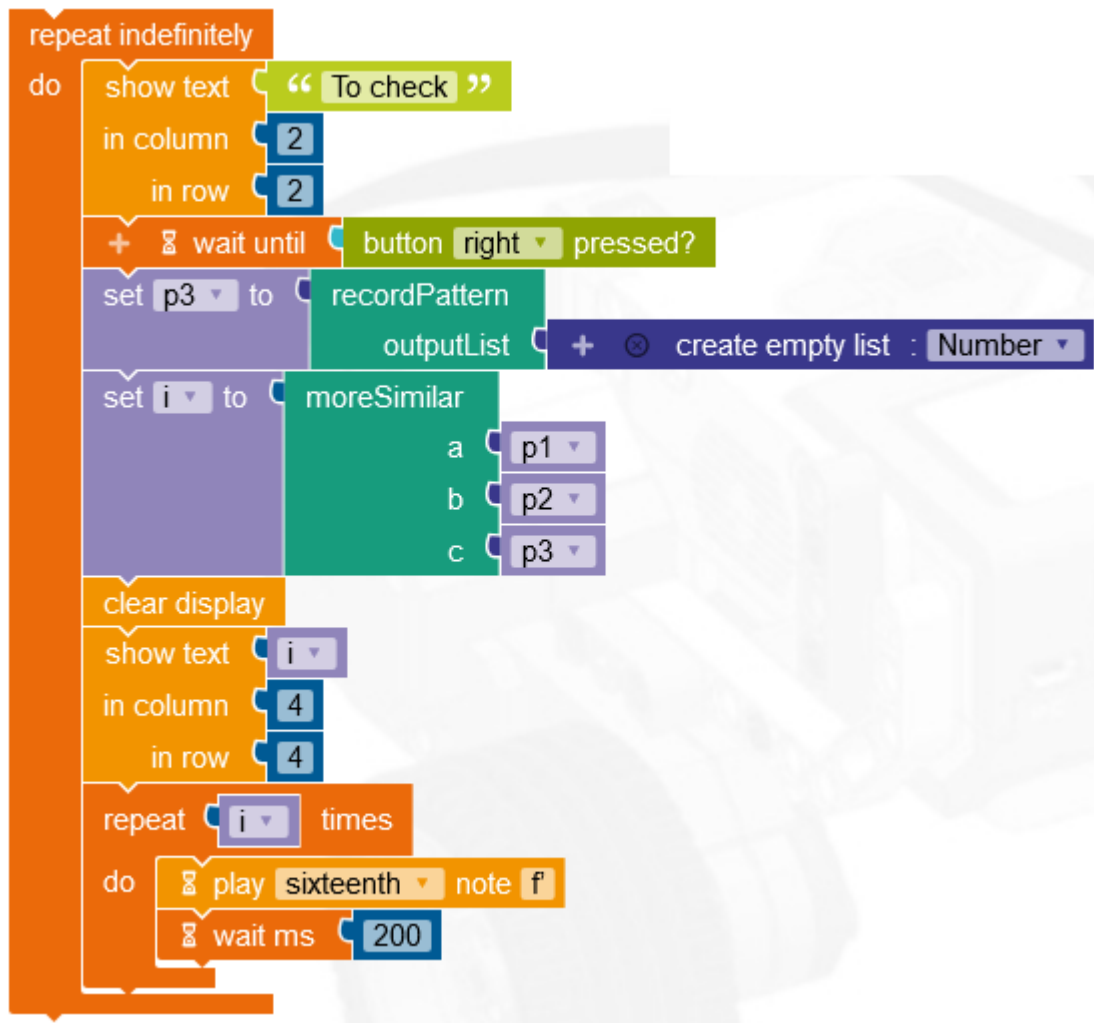 repeat indefinitely
do show text “ To check ”
in column 2
in row 2
+ wait until button right pressed?
set p3 to recordPattern
outputList + create empty list : Number
set i to moreSimilar
a p1
b p2
c p3
clear display
show text i
in column 4
in row 4
repeat i times
do play sixteenth note f'
wait ms 200